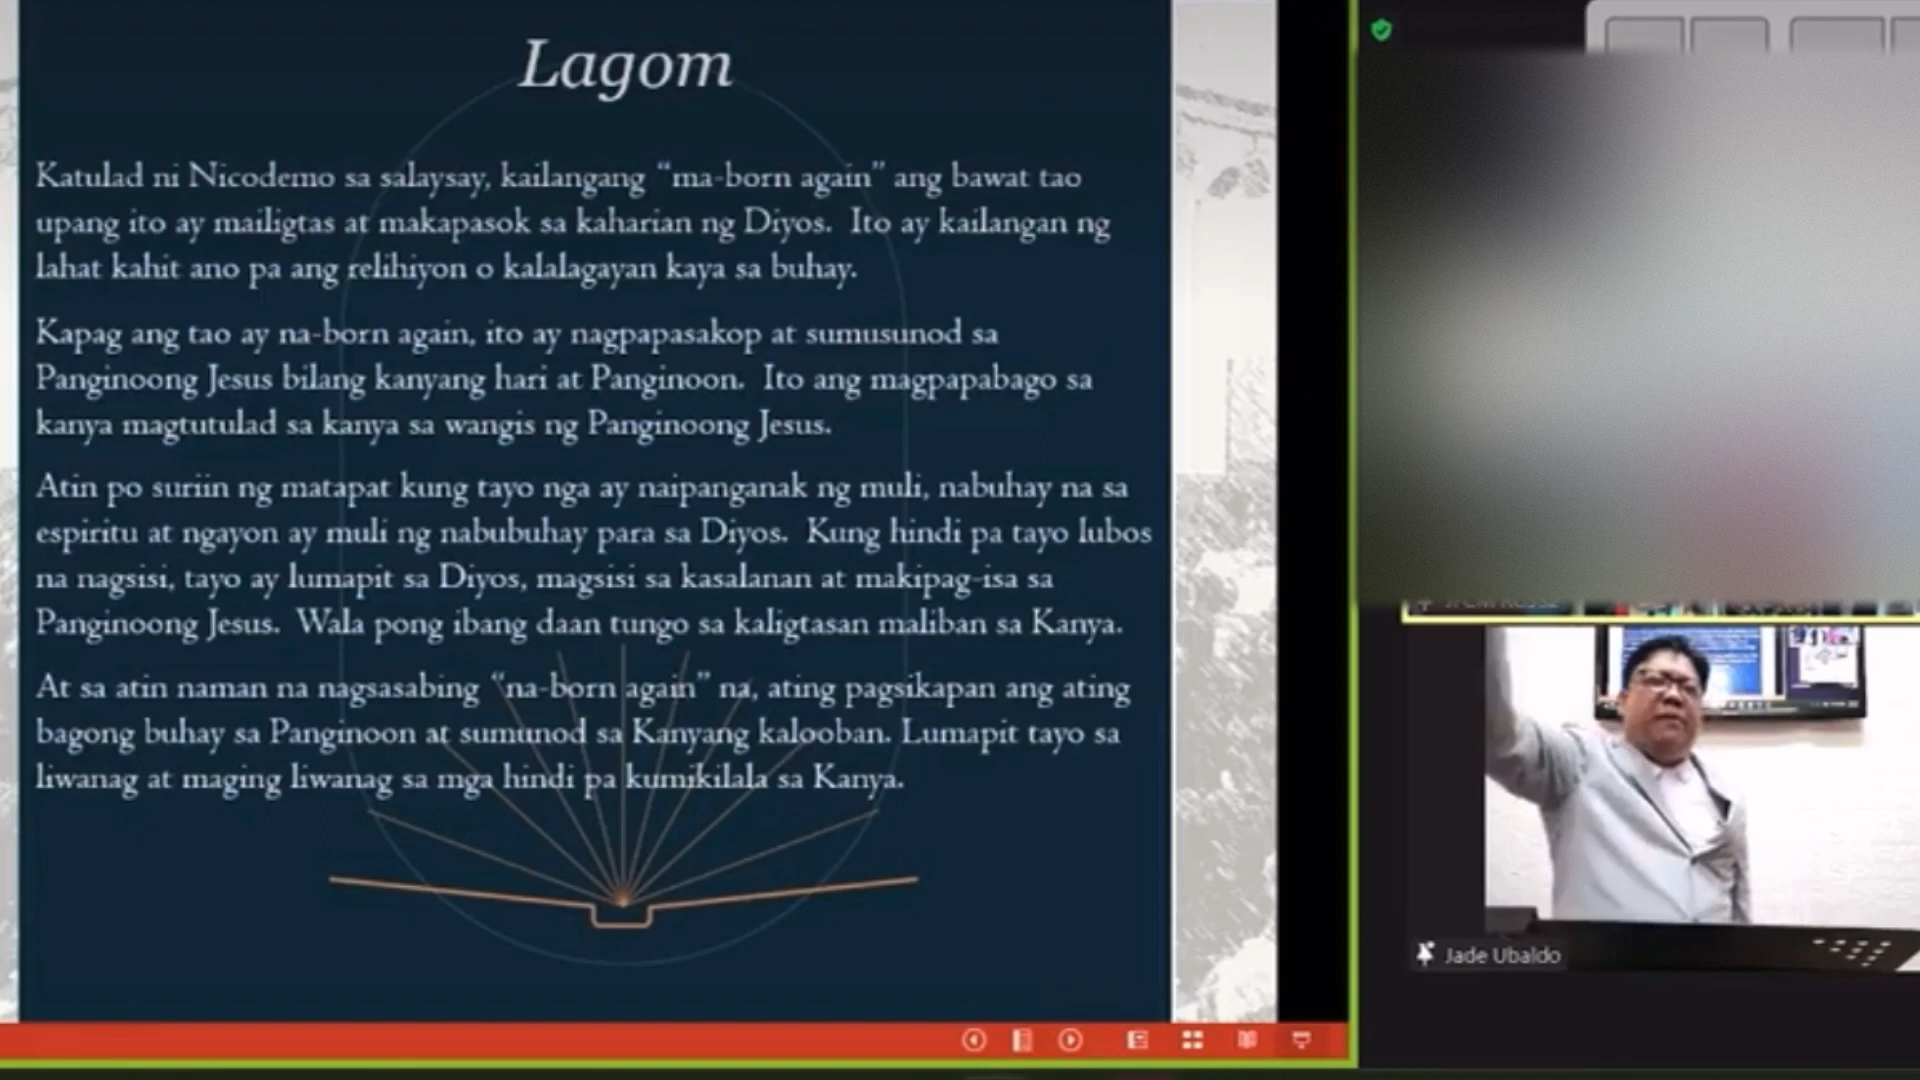 Lagom
Katulad ni Nicodemo sa salaysay, kailangang “ma-born again” ang bawat tao
upang ito ay mailigtas at makapasok sa kaharian ng Diyos. Ito ay kailangan ng
lahat kahit ano pa ang relihiyon o kalalagayan kaya sa buhay.
Kapag ang tao ay na-born again, ito ay nagpapasakop at sumusunod sa
Panginoong Jesus bilang kanyang hari at Panginoon. Ito ang magpapabago sa
kanya magtutulad sa kanya sa wangis ng Panginoong Jesus.
Atin po suriin ng matapat kung tayo nga ay naipanganak ng muli, nabuhay na sa
espiritu at ngayon ay muli ng nabubuhay para sa Diyos. Kung hindi pa tayo lubos
na nagsisi, tayo ay lumapit sa Diyos, magsisi sa kasalanan at makipag-isa sa
Panginoong Jesus. Wala pong ibang daan tungo sa kaligtasan maliban sa Kanya.
At sa atin naman na nagsasabing “na-born again” na, ating pagsikapan ang ating
bagong buhay sa Panginoon at sumunod sa Kanyang kalooban. Lumapit tayo sa
liwanag at maging liwanag sa mga hindi pa kumikilala sa Kanya.
Jade Ubaldo